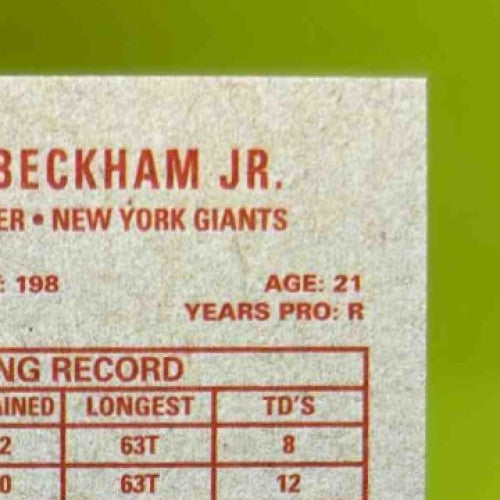 BECKHAM JR.
ER • NEW YORK GIANTS
: 198 AGE: 21
YEARS PRO: R
NG RECORD
AINED LONGEST TD'S
2 63T 8
0 63T 12